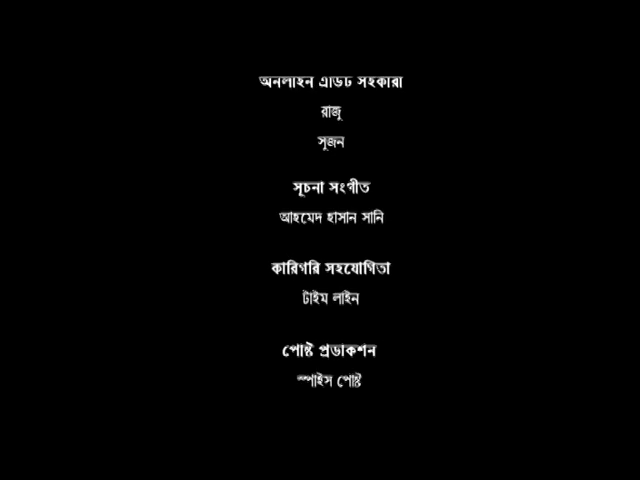 অনলাইন এডিট সহকারী
রাজু
সুজন
সূচনা সংগীত
আহমেদ হাসান সানি
কারিগরি সহযোগিতা
টাইম লাইন
পোষ্ট প্রডাকশন
স্পাইস পোষ্ট